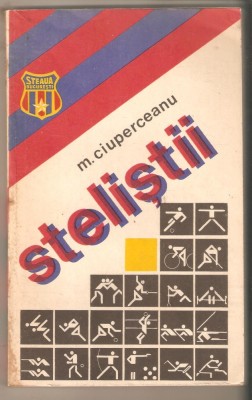 STEAUA
BUCUREȘTI
m. ciuperceanu
steliștii